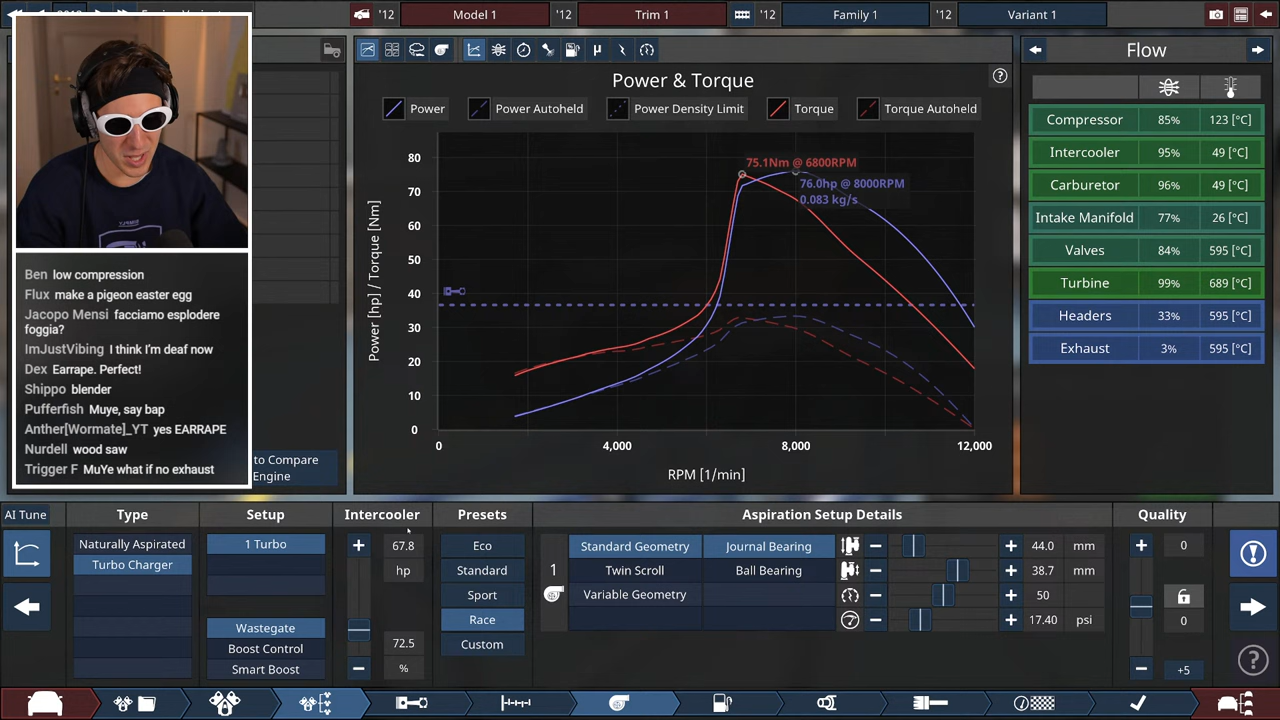 2012
'12
Model 1
'12
Trim 1
'12
Family 1
'12
Variant 1
Ben low compression
Flux make a pigeon easter egg
Jacopo Mensi facciamo esplodere
foggia?
ImJustVibing I think I'm deaf now
Dex Earrape. Perfect!
Shippo blender
Pufferfish Muye, say bap
Anther[Wormate]_YT yes EARRAPE
Nurdell wood saw
Trigger F MuYe what if no exhaust
to Compare
Engine
Power & Torque
Power
Power Autoheld
Power Density Limit
Torque
Torque Autoheld
75.1Nm @ 6800RPM
76.0hp @ 8000RPM
0.083 kg/s
Power [hp] / Torque [Nm]
80
70
60
50
40
30
20
10
0
0
4,000
8,000
12,000
RPM [1/min]
Flow
Compressor 85% 123 [°C]
Intercooler 95% 49 [°C]
Carburetor 96% 49 [°C]
Intake Manifold 77% 26 [°C]
Valves 84% 595 [°C]
Turbine 99% 689 [°C]
Headers 33% 595 [°C]
Exhaust 3% 595 [°C]
AI Tune
Type
Naturally Aspirated
Turbo Charger
Setup
1 Turbo
Wastegate
Boost Control
Smart Boost
Intercooler
67.8
hp
72.5
%
Presets
Eco
Standard
Sport
Race
Custom
Aspiration Setup Details
1
Standard Geometry
Journal Bearing
Twin Scroll
Ball Bearing
Variable Geometry
44.0 mm
38.7 mm
50
17.40 psi
Quality
0
0
+5